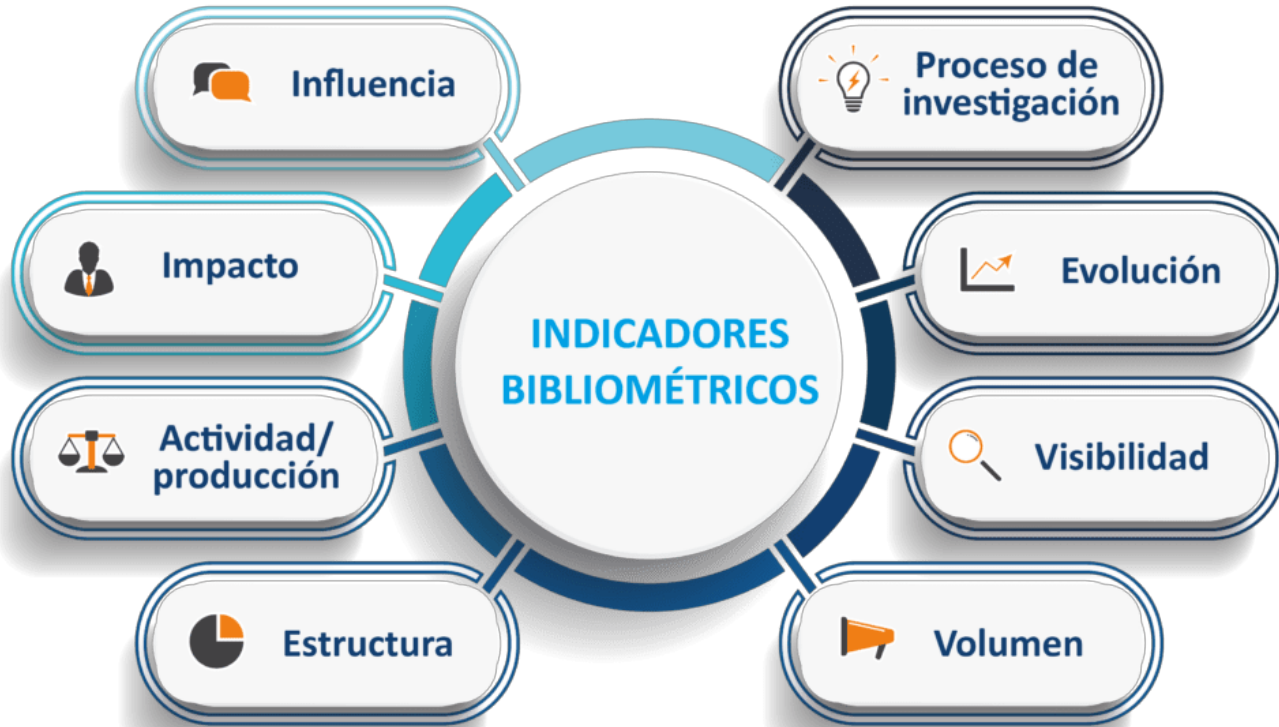 Influencia
Proceso de
investigación
Impacto
Evolución
INDICADORES
BIBLIOMÉTRICOS
Actividad/
producción
Visibilidad
Estructura
Volumen